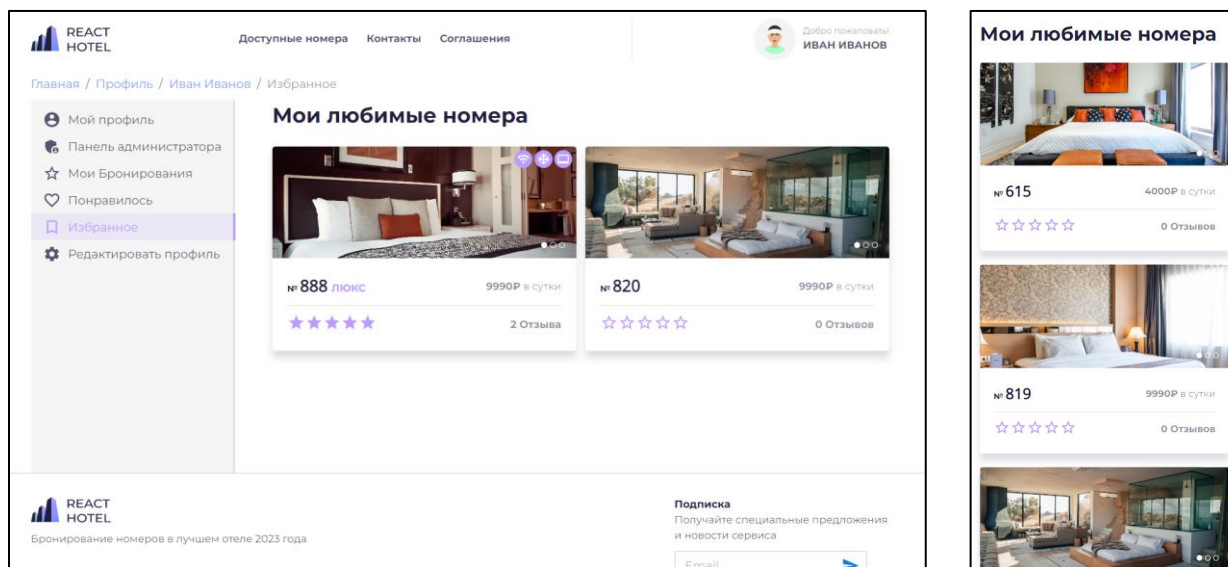 REACT
HOTEL
Доступные номера Контакты Соглашения
Добро пожаловать!
ИВАН ИВАНОВ
Главная / Профиль / Иван Иванов / Избранное
Мой профиль
Панель администратора
Мои Бронирования
Понравилось
Избранное
Редактировать профиль
Мои любимые номера
№ 888 ЛЮКС 9990₽ в сутки
2 Отзыва
№ 820 9990₽ в сутки
0 Отзывов
REACT
HOTEL
Бронирование номеров в лучшем отеле 2023 года
Подписка
Получайте специальные предложения
и новости сервиса
Email
Мои любимые номера
№ 615 4000₽ в сутки
0 Отзывов
№ 819 9990₽ в сутки
0 Отзывов